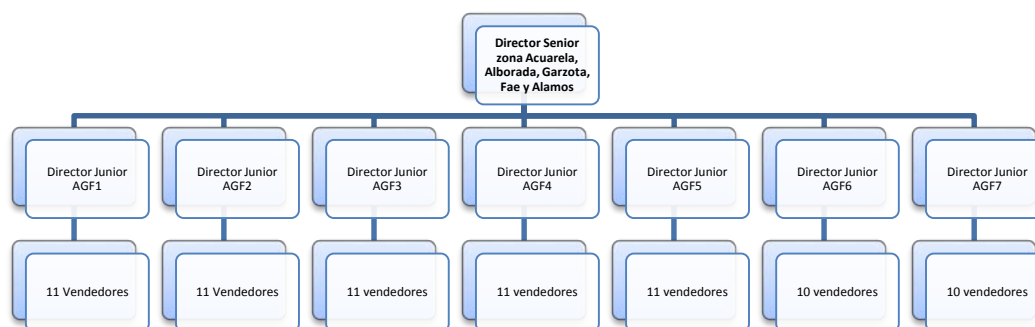 Director Senior
zona Acuarela,
Alborada, Garzota,
Fae y Alamos
Director Junior
AGF1
Director Junior
AGF2
Director Junior
AGF3
Director Junior
AGF4
Director Junior
AGF5
Director Junior
AGF6
Director Junior
AGF7
11 Vendedores
11 Vendedores
11 vendedores
11 vendedores
11 vendedores
10 vendedores
10 vendedores